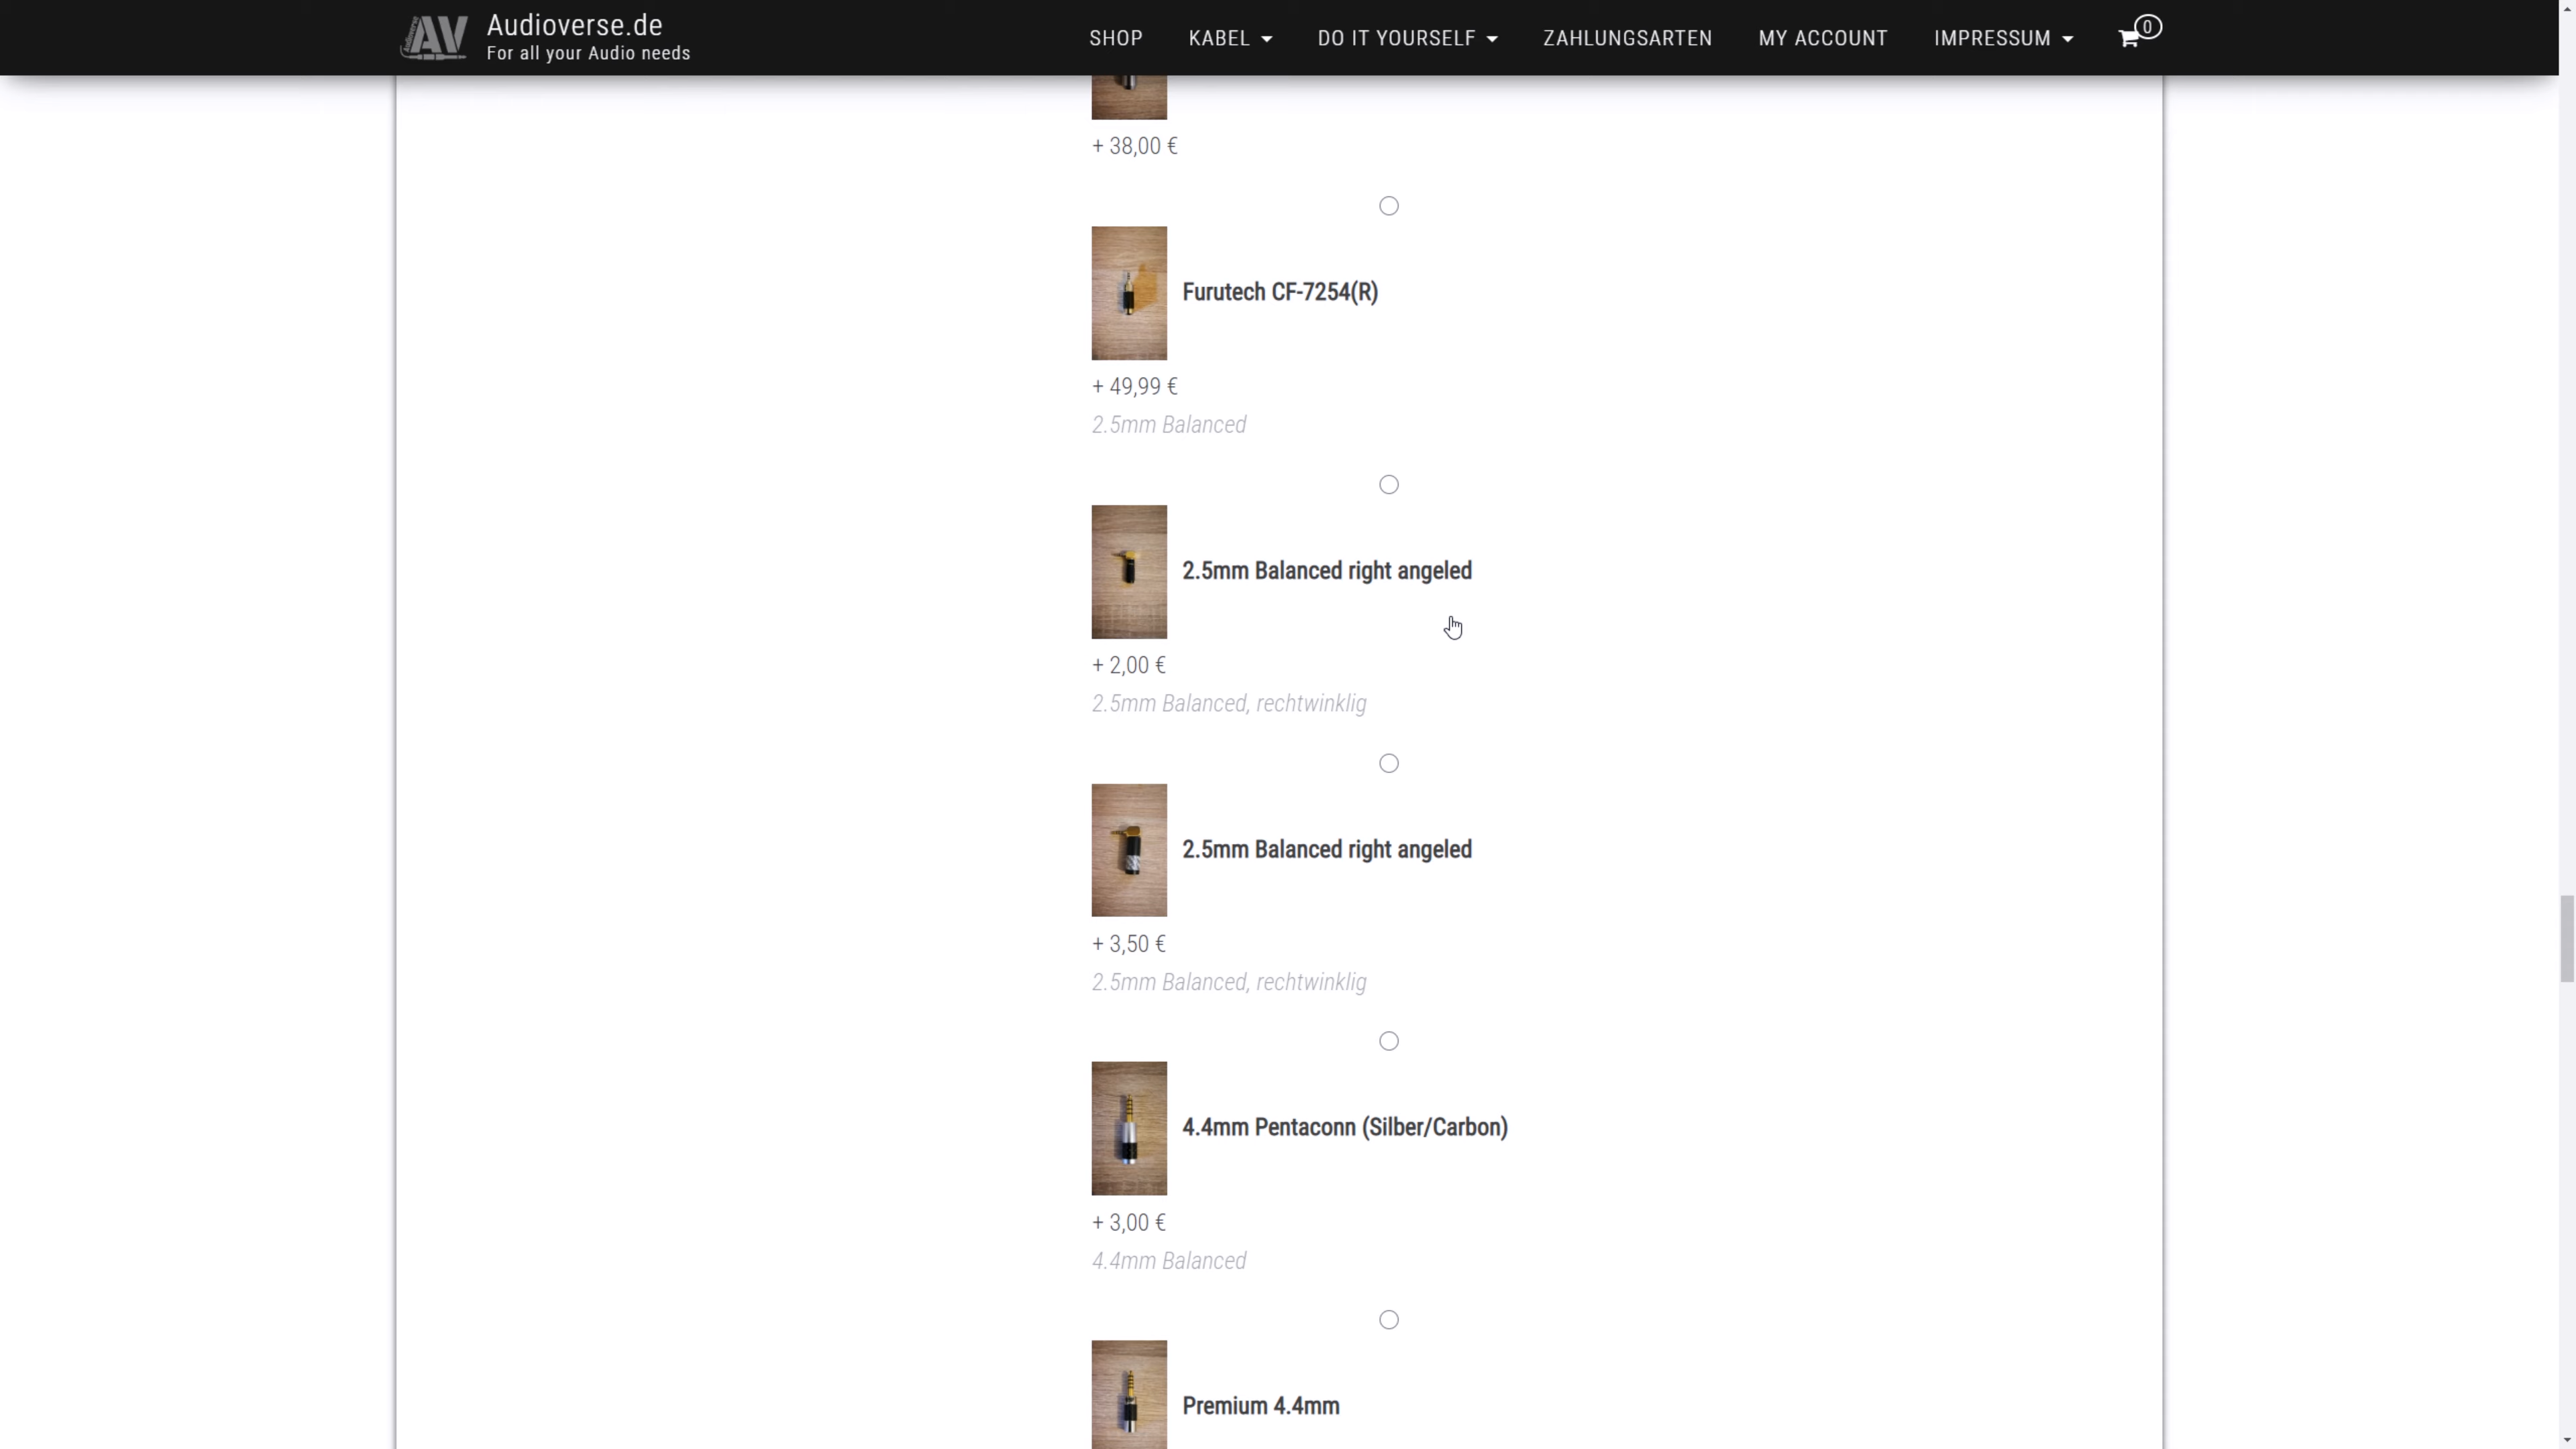 Audioverse.de
For all your Audio needs
SHOP KABEL DO IT YOURSELF ZAHLUNGSARTEN MY ACCOUNT IMPRESSUM 0
+ 38,00 €
Furutech CF-7254(R)
+ 49,99 €
2.5mm Balanced
2.5mm Balanced right angeled
+ 2,00 €
2.5mm Balanced, rechtwinklig
2.5mm Balanced right angeled
+ 3,50 €
2.5mm Balanced, rechtwinklig
4.4mm Pentaconn (Silber/Carbon)
+ 3,00 €
4.4mm Balanced
Premium 4.4mm